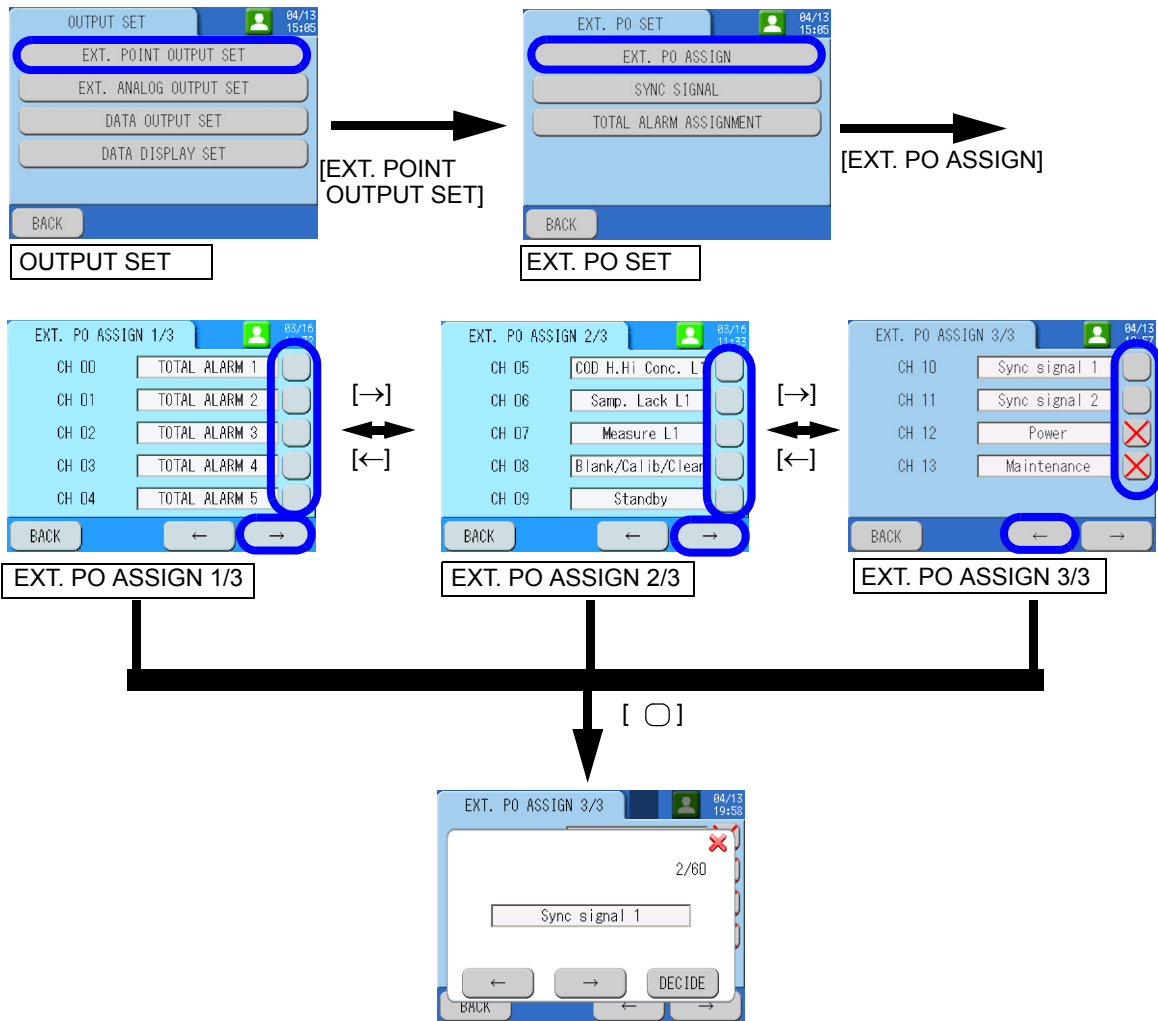 OUTPUT SET
04/13
15:05
EXT. POINT OUTPUT SET
EXT. ANALOG OUTPUT SET
DATA OUTPUT SET
DATA DISPLAY SET
BACK
OUTPUT SET
[EXT. POINT
OUTPUT SET]
EXT. PO SET
04/13
15:05
EXT. PO ASSIGN
SYNC SIGNAL
TOTAL ALARM ASSIGNMENT
BACK
EXT. PO SET
[EXT. PO ASSIGN]
EXT. PO ASSIGN 1/3
03/16
CH 00 TOTAL ALARM 1
CH 01 TOTAL ALARM 2
CH 02 TOTAL ALARM 3
CH 03 TOTAL ALARM 4
CH 04 TOTAL ALARM 5
BACK ← →
EXT. PO ASSIGN 1/3
[→]
[←]
EXT. PO ASSIGN 2/3
03/16
11:33
CH 05 COD H.Hi Conc. L1
CH 06 Samp. Lack L1
CH 07 Measure L1
CH 08 Blank/Calib/Clear
CH 09 Standby
BACK ← →
EXT. PO ASSIGN 2/3
[→]
[←]
EXT. PO ASSIGN 3/3
04/13
19:57
CH 10 Sync signal 1
CH 11 Sync signal 2
CH 12 Power
CH 13 Maintenance
BACK ← →
EXT. PO ASSIGN 3/3
[ ▢ ]
EXT. PO ASSIGN 3/3
04/13
19:58
2/60
Sync signal 1
← → DECIDE
BACK ← →